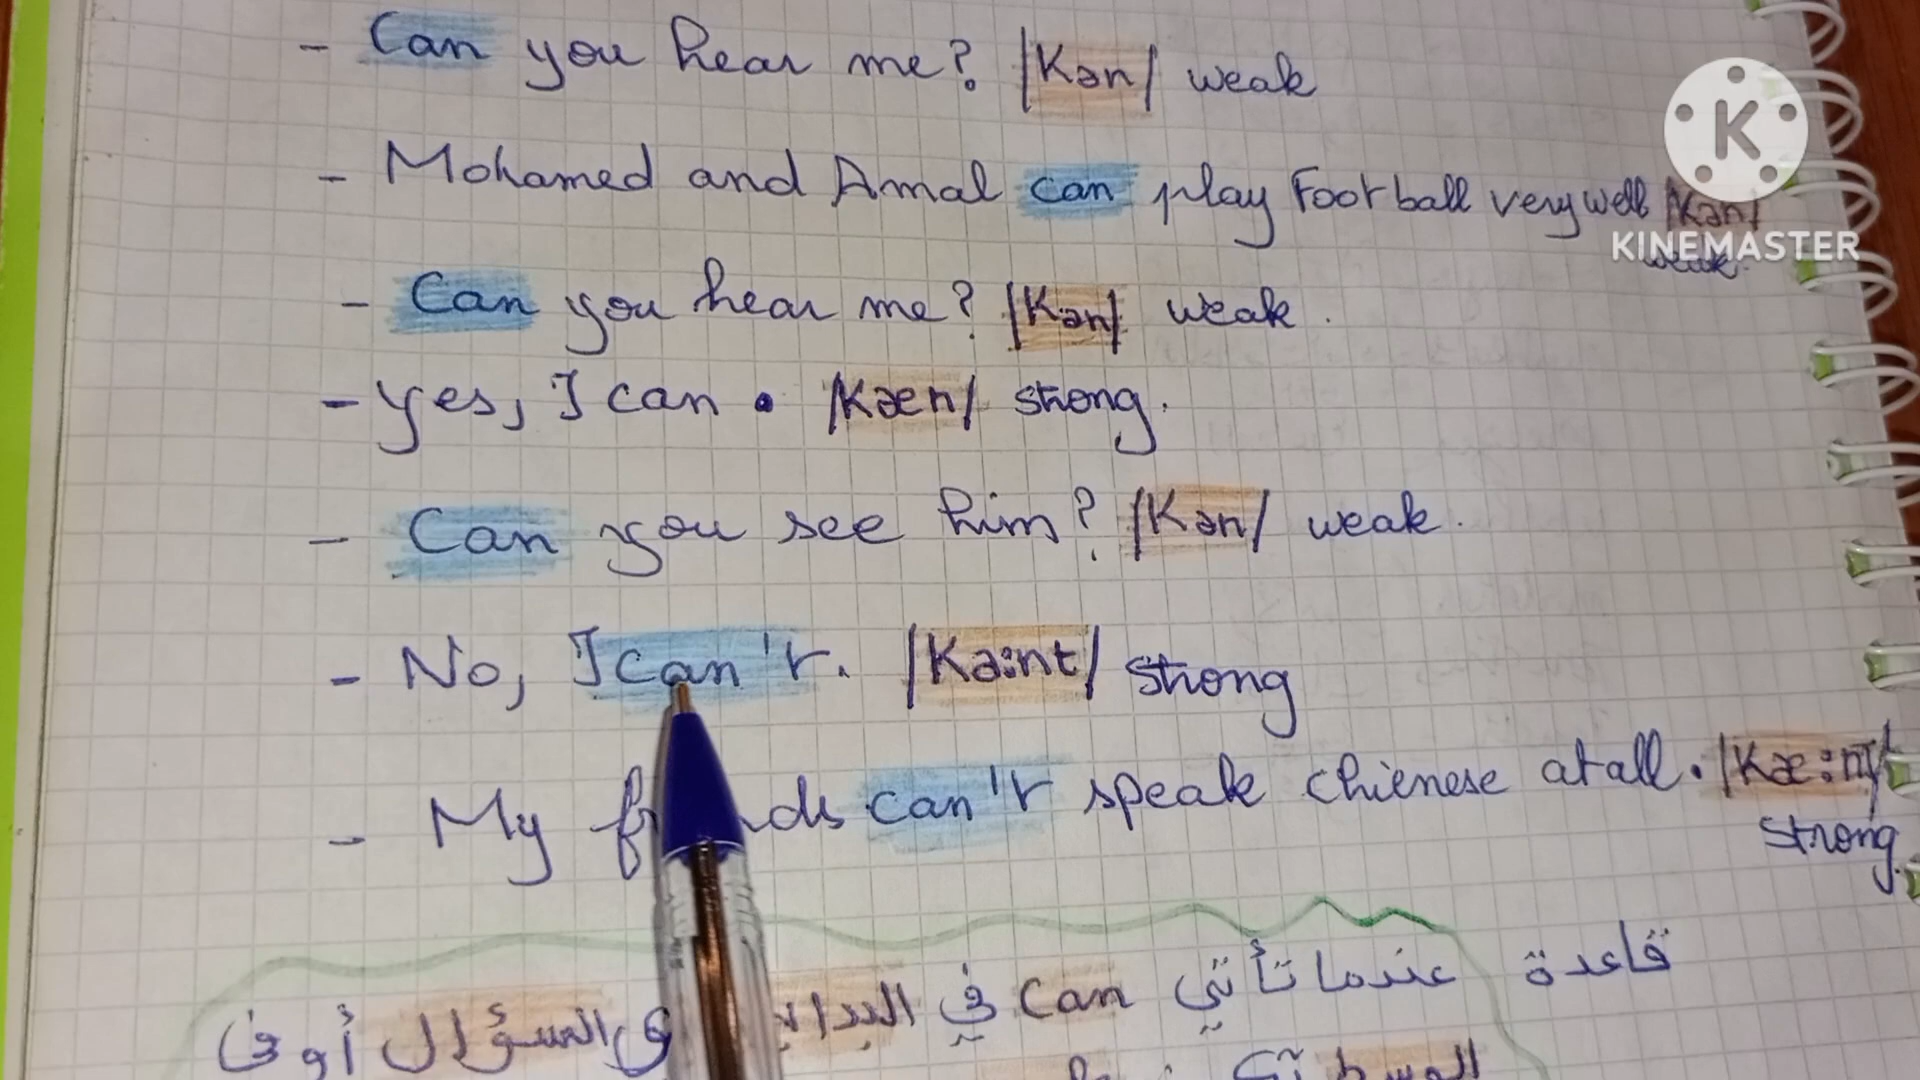 - Can you hear me? /Kən/ weak
- Mohamed and Amal can play Football very well /Kən/
weak.
KINEMASTER
- Can you hear me? /Kən/ weak.
- Yes, I can. /Kæn/ strong.
- Can you see him? /Kən/ weak.
- No, I can't. /Kə:nt/ strong
- My can't speak chienese at all. /Kæ:nt/
strong.
قاعدة عندما تأتي can في
السؤال أو في